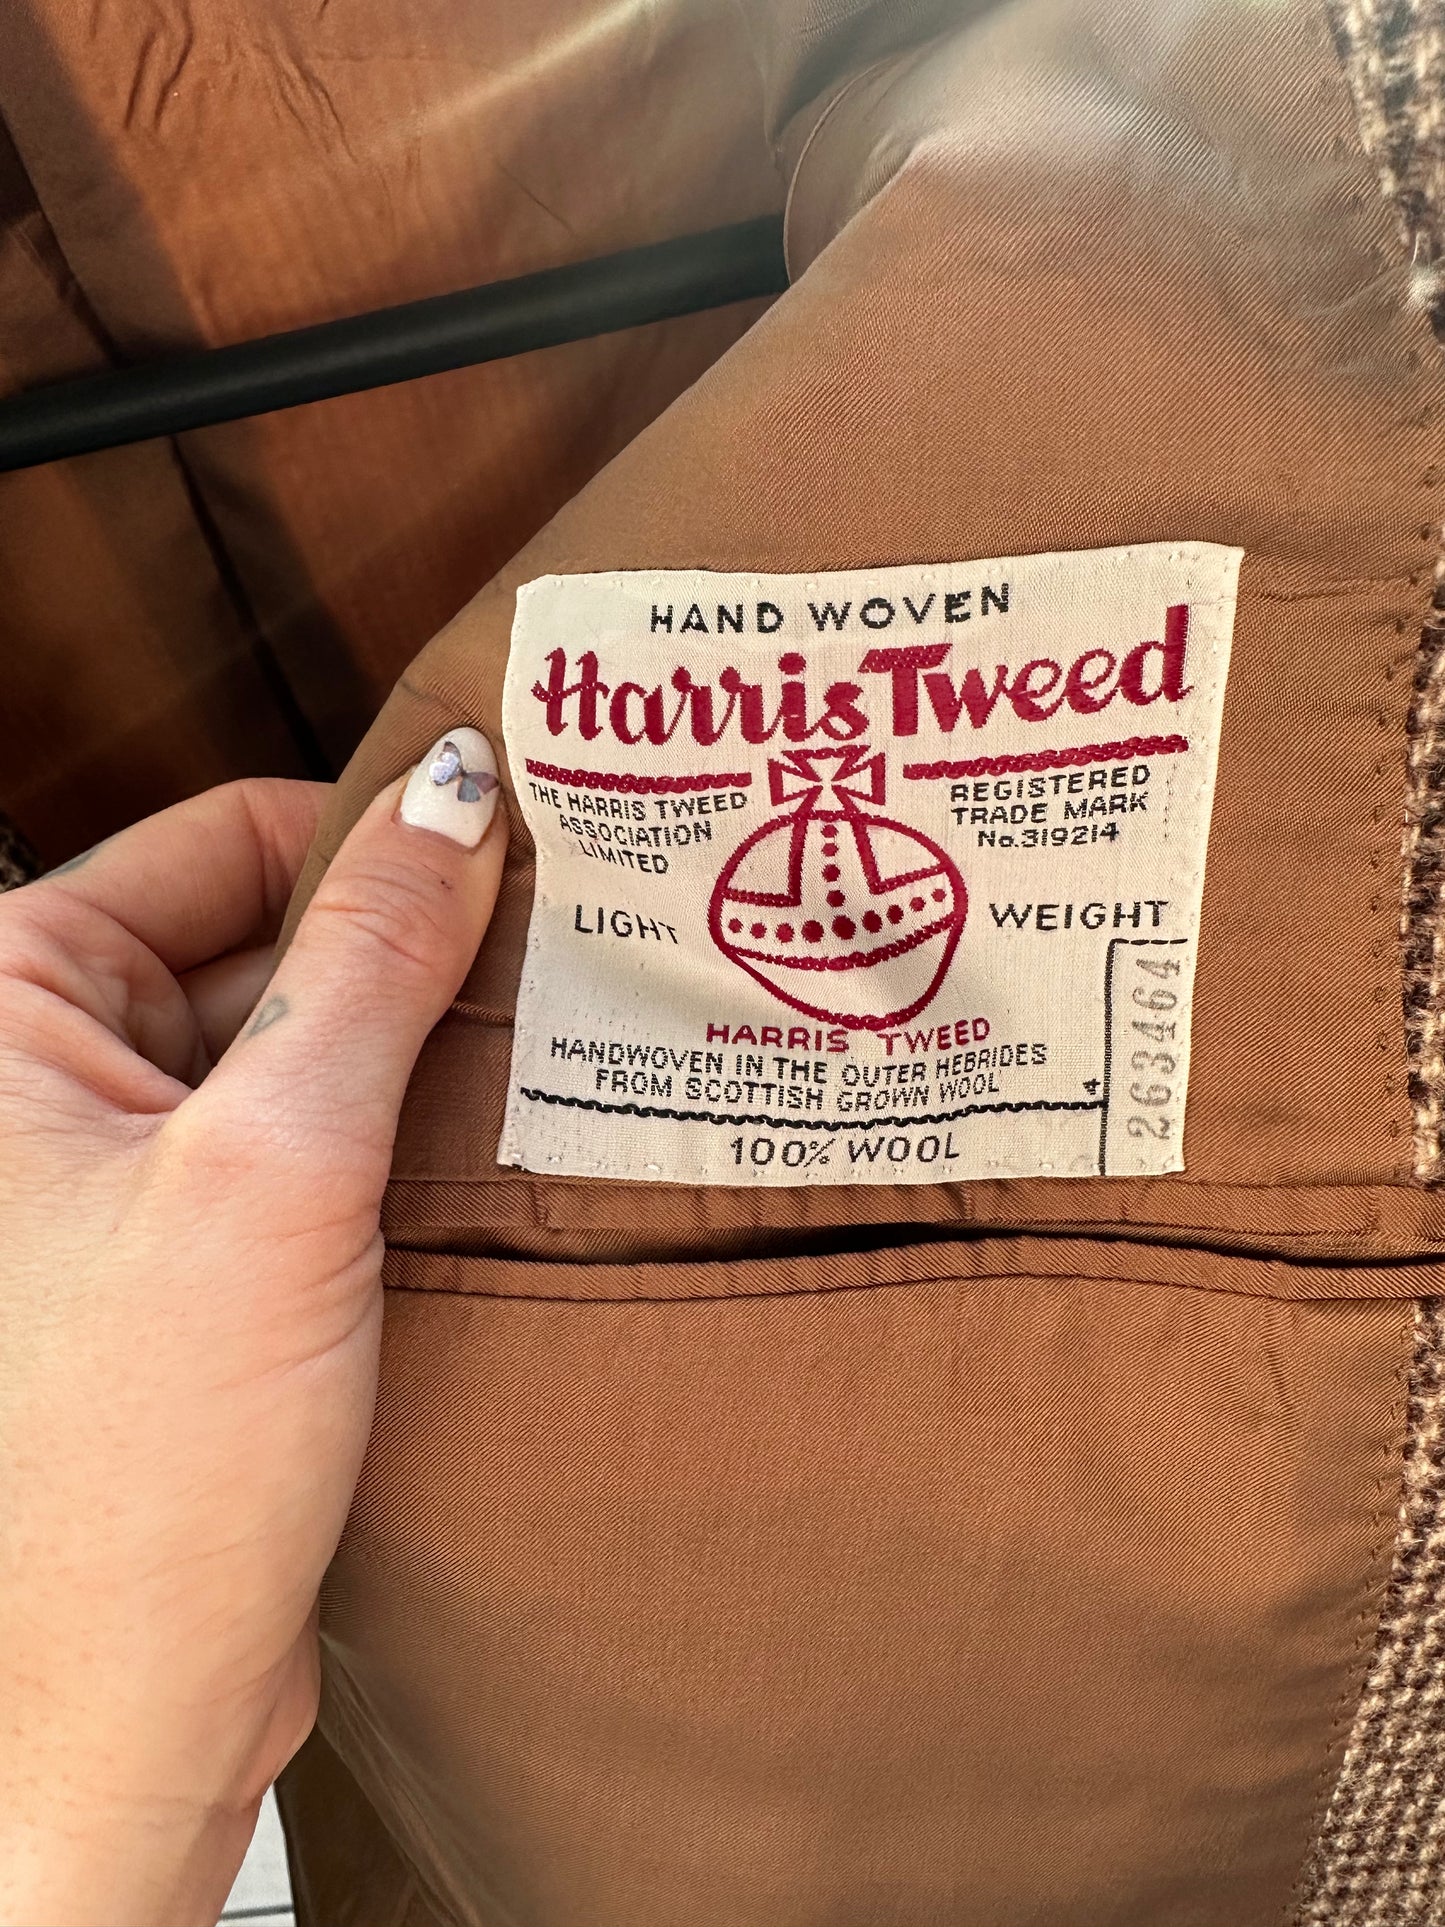 HAND WOVEN
Harris Tweed
THE HARRIS TWEED
ASSOCIATION
LIMITED
REGISTERED
TRADE MARK
No.319214
LIGHT WEIGHT
HARRIS TWEED
HANDWOVEN IN THE OUTER HEBRIDES
FROM SCOTTISH GROWN WOOL
4
100% WOOL
263464